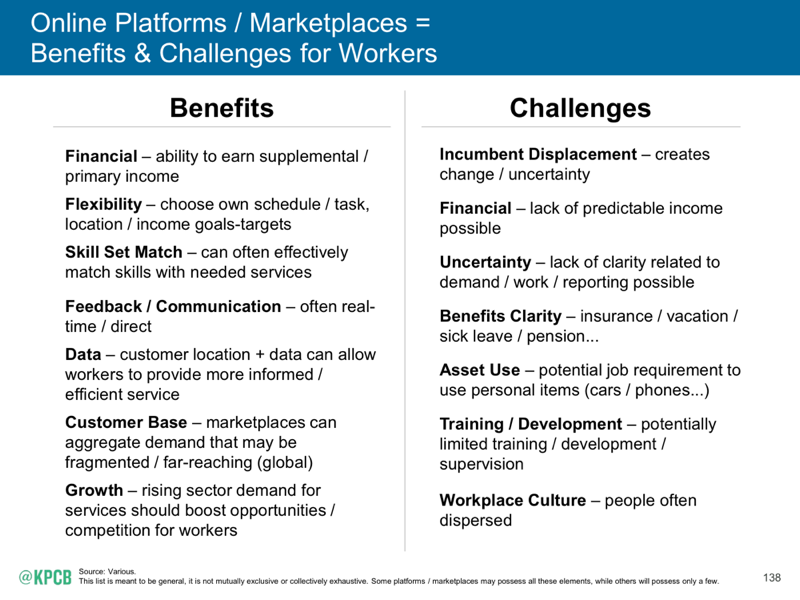 Online Platforms / Marketplaces =
Benefits & Challenges for Workers
Benefits
Financial – ability to earn supplemental /
primary income
Flexibility – choose own schedule / task,
location / income goals-targets
Skill Set Match – can often effectively
match skills with needed services
Feedback / Communication – often real-
time / direct
Data – customer location + data can allow
workers to provide more informed /
efficient service
Customer Base – marketplaces can
aggregate demand that may be
fragmented / far-reaching (global)
Growth – rising sector demand for
services should boost opportunities /
competition for workers
Challenges
Incumbent Displacement – creates
change / uncertainty
Financial – lack of predictable income
possible
Uncertainty – lack of clarity related to
demand / work / reporting possible
Benefits Clarity – insurance / vacation /
sick leave / pension...
Asset Use – potential job requirement to
use personal items (cars / phones...)
Training / Development – potentially
limited training / development /
supervision
Workplace Culture – people often
dispersed
@KPCB
Source: Various.
This list is meant to be general, it is not mutually exclusive or collectively exhaustive. Some platforms / marketplaces may possess all these elements, while others will possess only a few.
138